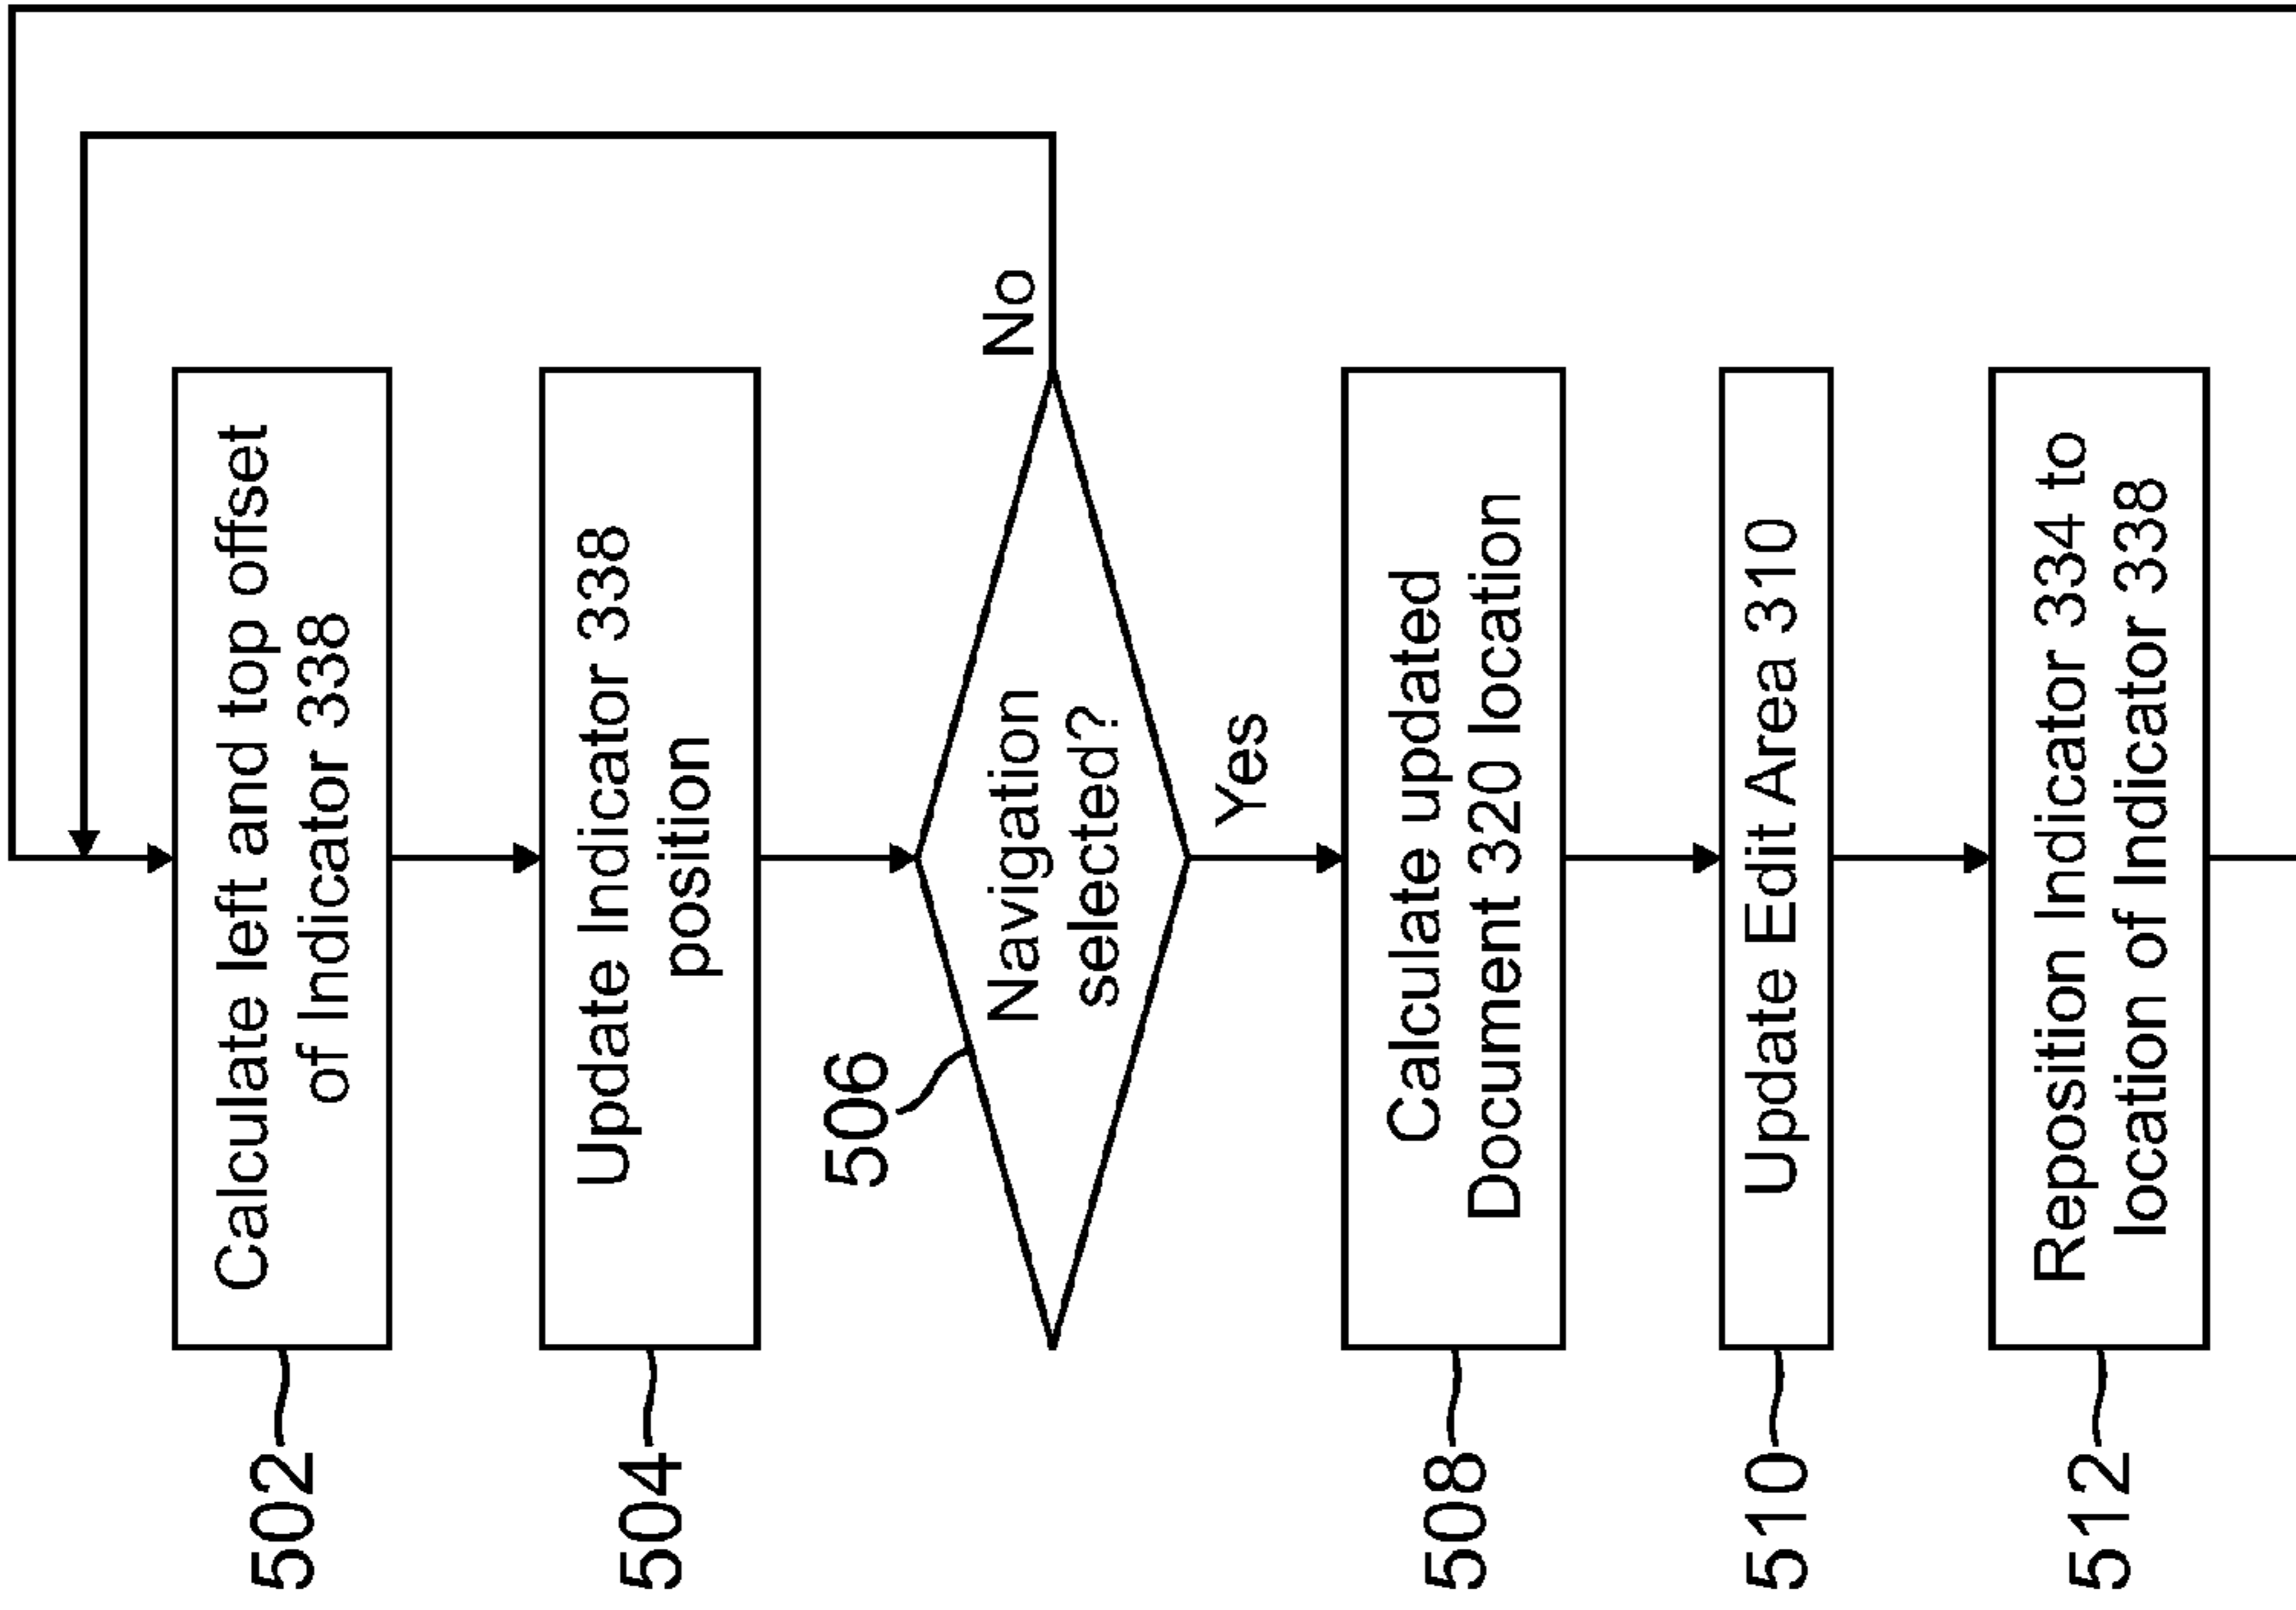 502
Calculate left and top offset
of Indicator 338
504
Update Indicator 338
position
506
Navigation
selected?
No
Yes
508
Calculate updated
Document 320 location
510
Update Edit Area 310
512
Reposition Indicator 334 to
location of Indicator 338